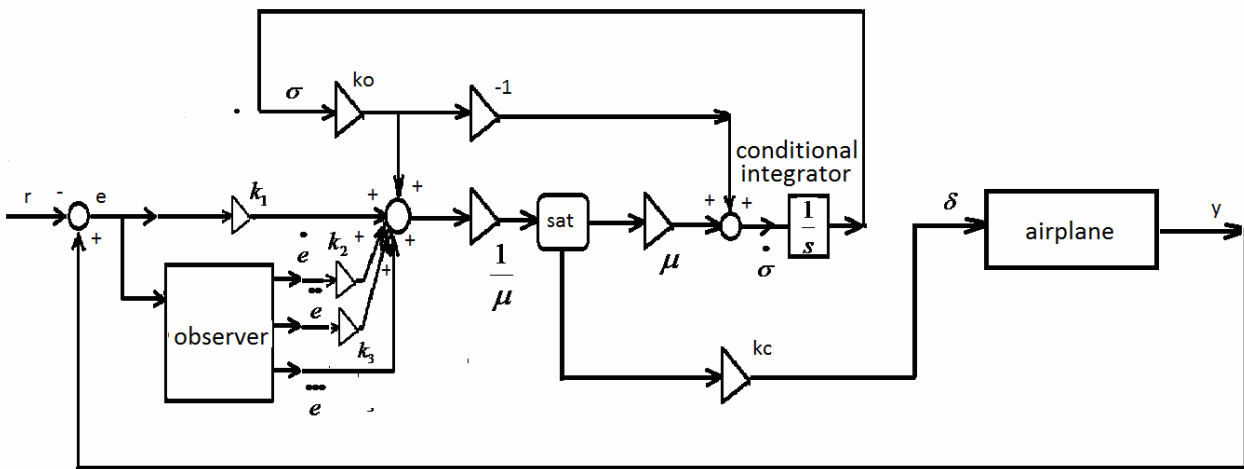 σ
ko
-1
+
+
conditional
integrator
r
-
e
+
k₁
+
+
1/μ
sat
μ
+
+
σ̇
1/s
δ
airplane
y
observer
ė
k₂
+
+
ë
k₃
e⃛
kc